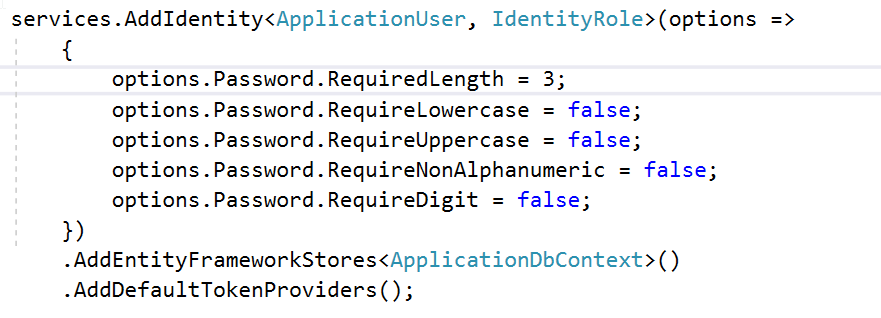 services.AddIdentity<ApplicationUser, IdentityRole>(options =>
{
options.Password.RequiredLength = 3;
options.Password.RequireLowercase = false;
options.Password.RequireUppercase = false;
options.Password.RequireNonAlphanumeric = false;
options.Password.RequireDigit = false;
})
.AddEntityFrameworkStores<ApplicationDbContext>()
.AddDefaultTokenProviders();